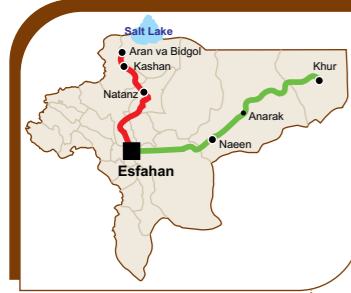 Salt Lake
Aran va Bidgol
Kashan
Khur
Natanz
Anarak
Naeen
Esfahan